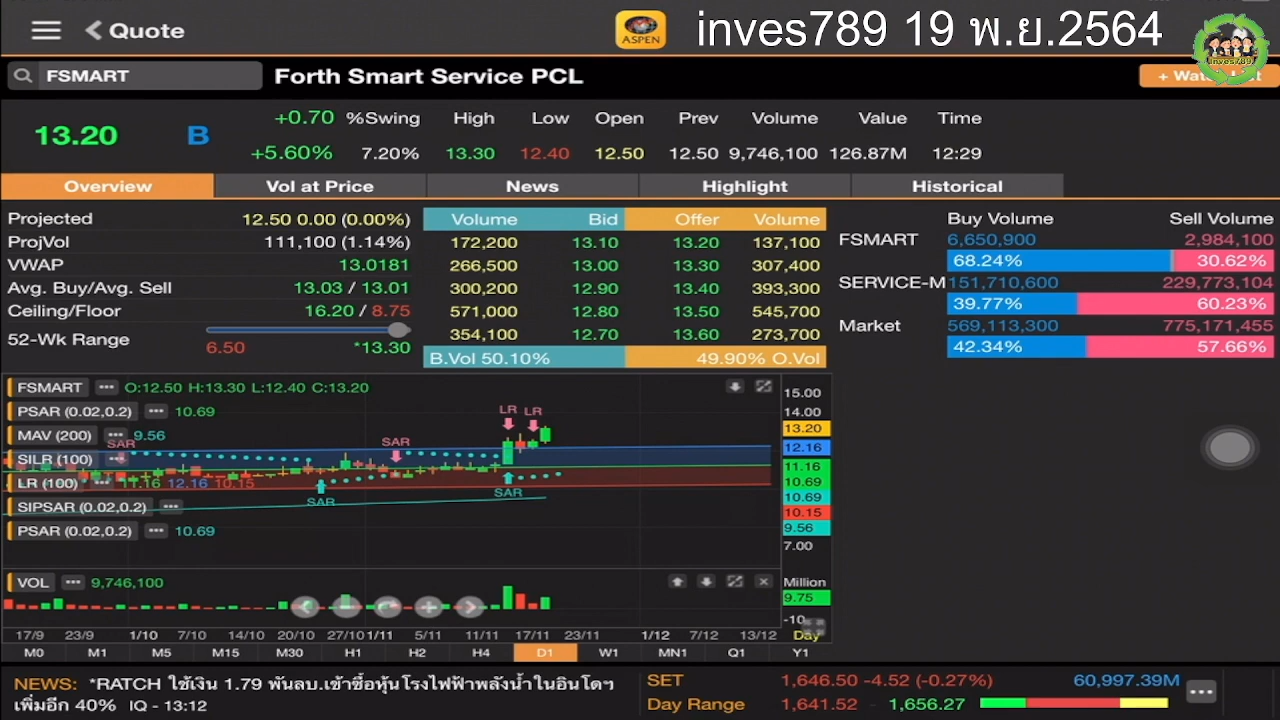 Quote
ASPEN
inves789 19 พ.ย.2564
inves789
FSMART
Forth Smart Service PCL
+ Wat
13.20 B
+0.70 %Swing High Low Open Prev Volume Value Time
+5.60% 7.20% 13.30 12.40 12.50 12.50 9,746,100 126.87M 12:29
Overview Vol at Price News Highlight Historical
Projected 12.50 0.00 (0.00%)
ProjVol 111,100 (1.14%)
VWAP 13.0181
Avg. Buy/Avg. Sell 13.03 / 13.01
Ceiling/Floor 16.20 / 8.75
52-Wk Range 6.50 *13.30
Volume Bid Offer Volume
172,200 13.10 13.20 137,100
266,500 13.00 13.30 307,400
300,200 12.90 13.40 393,300
571,000 12.80 13.50 545,700
354,100 12.70 13.60 273,700
B.Vol 50.10% 49.90% O.Vol
Buy Volume Sell Volume
FSMART 6,650,900 2,984,100
68.24% 30.62%
SERVICE-M 151,710,600 229,773,104
39.77% 60.23%
Market 569,113,300 775,171,455
42.34% 57.66%
FSMART ••• O:12.50 H:13.30 L:12.40 C:13.20
PSAR (0.02,0.2) ••• 10.69
MAV (200) ••• 9.56
SILR (100) •••
LR (100) ••• 11.16 12.16 10.15
SIPSAR (0.02,0.2) •••
PSAR (0.02,0.2) ••• 10.69
SAR
SAR
SAR
LR LR
SAR
15.00
14.00
13.20
12.16
11.16
10.69
10.69
10.15
9.56
7.00
VOL ••• 9,746,100
Million
9.75
-10
17/9 23/9 1/10 7/10 14/10 20/10 27/10 1/11 5/11 11/11 17/11 23/11 1/12 7/12 13/12 Day
M0 M1 M5 M15 M30 H1 H2 H4 D1 W1 MN1 Q1 Y1
NEWS: *RATCH ใช้เงิน 1.79 พันลบ.เข้าซื้อหุ้นโรงไฟฟ้าพลังน้ำในอินโดฯ
เพิ่มอีก 40% IQ - 13:12
SET 1,646.50 -4.52 (-0.27%) 60,997.39M
Day Range 1,641.52 - 1,656.27